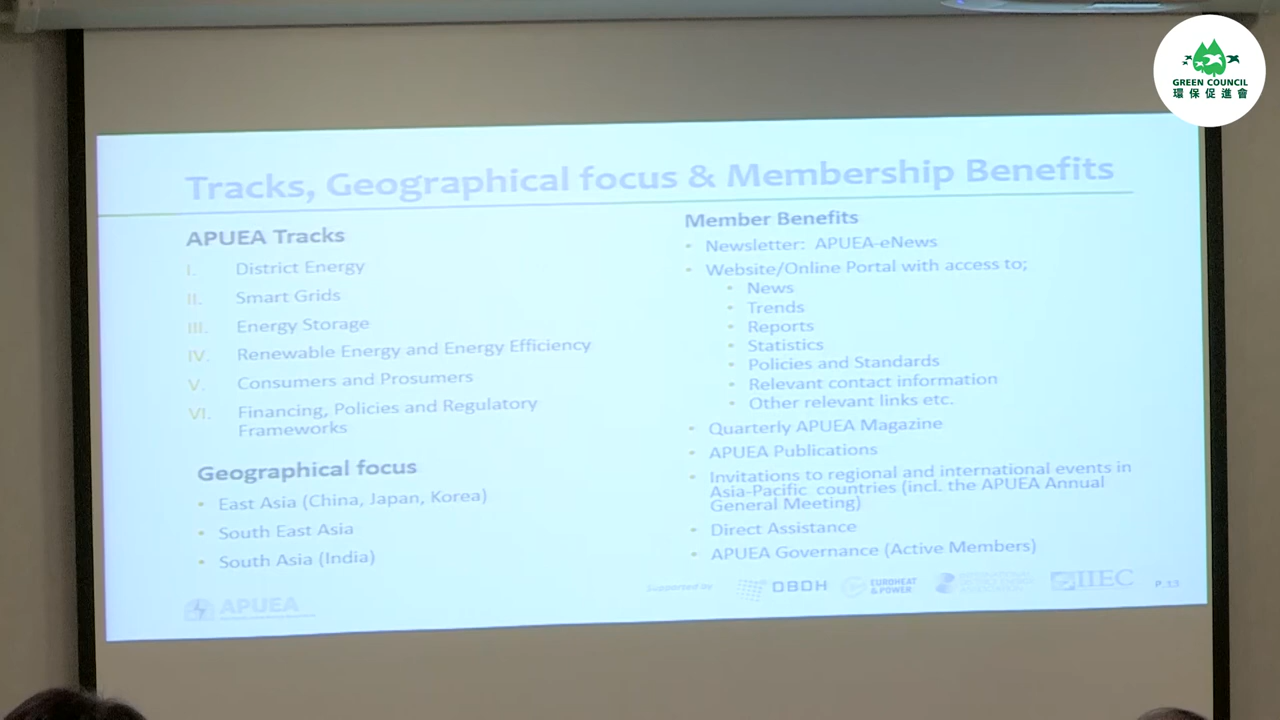 GREEN COUNCIL
環保促進會
Tracks, Geographical focus & Membership Benefits
APUEA Tracks
I. District Energy
II. Smart Grids
III. Energy Storage
IV. Renewable Energy and Energy Efficiency
V. Consumers and Prosumers
VI. Financing, Policies and Regulatory
Frameworks
Geographical focus
• East Asia (China, Japan, Korea)
• South East Asia
• South Asia (India)
Member Benefits
• Newsletter: APUEA-eNews
• Website/Online Portal with access to;
• News
• Trends
• Reports
• Statistics
• Policies and Standards
• Relevant contact information
• Other relevant links etc.
• Quarterly APUEA Magazine
• APUEA Publications
• Invitations to regional and international events in
Asia-Pacific countries (incl. the APUEA Annual
General Meeting)
• Direct Assistance
• APUEA Governance (Active Members)
APUEA
Supported by
DBDH
EUROHEAT
& POWER
IIEC
P.13